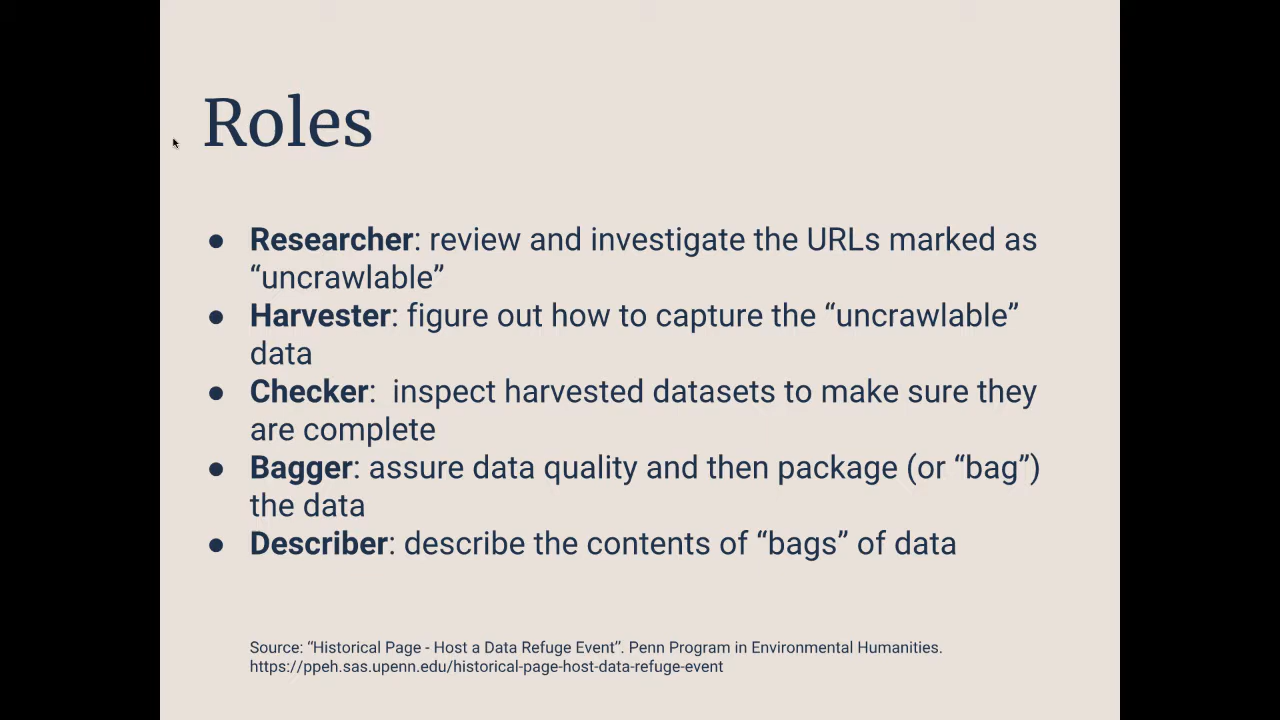 Roles
● Researcher: review and investigate the URLs marked as
“uncrawlable”
● Harvester: figure out how to capture the “uncrawlable”
data
● Checker:  inspect harvested datasets to make sure they
are complete
● Bagger: assure data quality and then package (or “bag”)
the data
● Describer: describe the contents of “bags” of data
Source: “Historical Page - Host a Data Refuge Event”. Penn Program in Environmental Humanities.
https://ppeh.sas.upenn.edu/historical-page-host-data-refuge-event